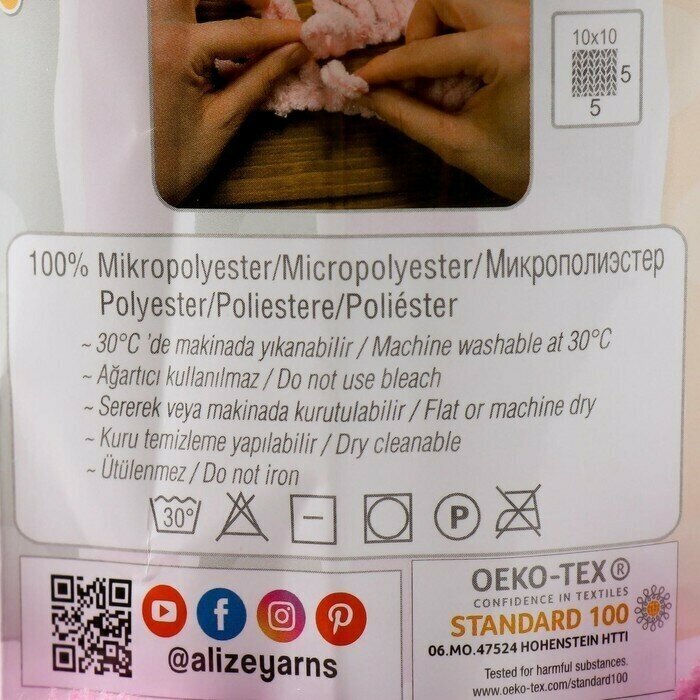 10x10
5
5
100% Mikropolyester/Micropolyester/Микрополиэстер
Polyester/Poliestere/Poliéster
~ 30°C 'de makinada yıkanabilir / Machine washable at 30°C
~ Ağartıcı kullanılmaz / Do not use bleach
~ Sererek veya makinada kurutulabilir / Flat or machine dry
~ Kuru temizleme yapılabilir / Dry cleanable
~ Ütülenmez / Do not iron
30° P
OEKO-TEX®
CONFIDENCE IN TEXTILES
STANDARD 100
06.MO.47524 HOHENSTEIN HTTI
Tested for harmful substances.
www.oeko-tex.com/standard100
@alizeyarns